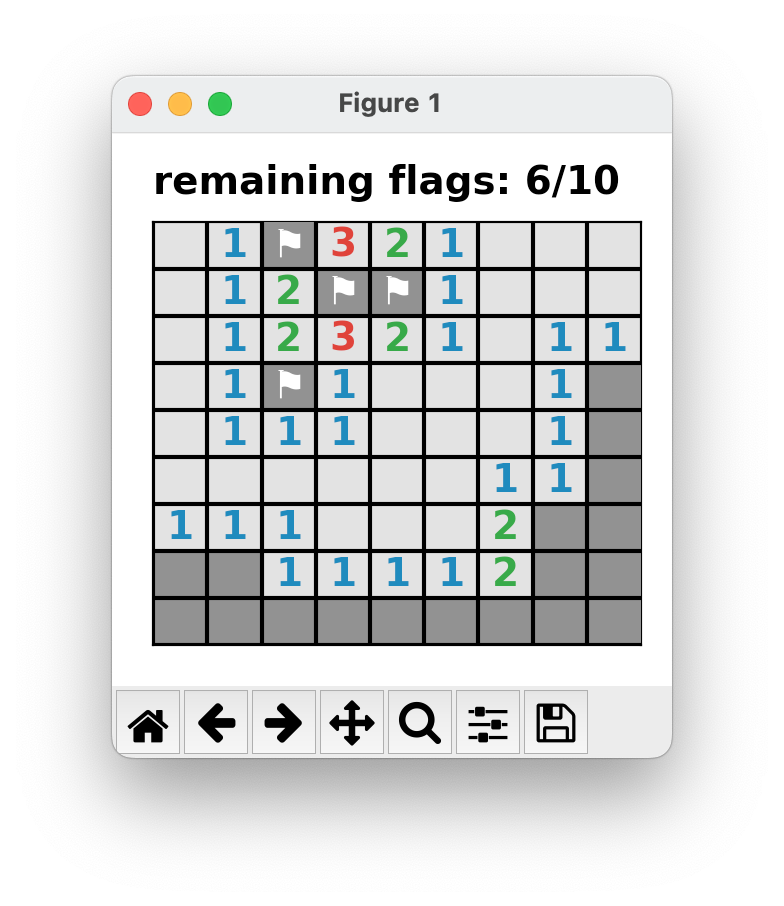 Figure 1
remaining flags: 6/10
1 3 2 1
1 2 1
1 2 3 2 1 1 1
1 1 1
1 1 1 1
1 1
1 1 1 2
1 1 1 1 2